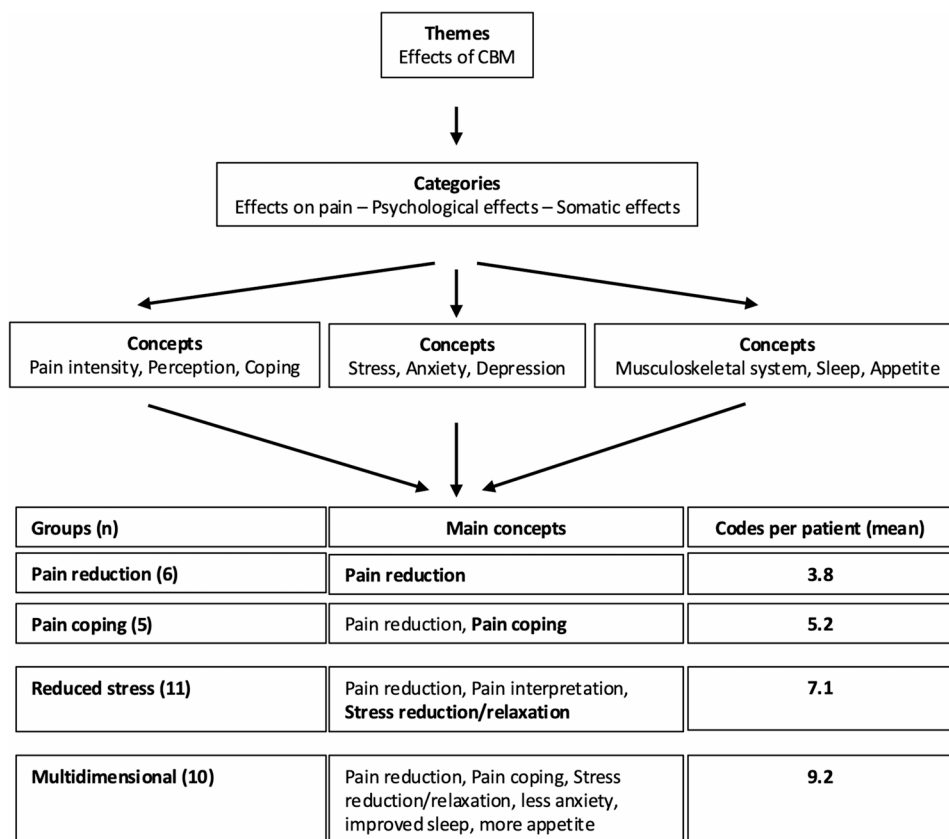 Themes
Effects of CBM
Categories
Effects on pain – Psychological effects – Somatic effects
Concepts
Pain intensity, Perception, Coping
Concepts
Stress, Anxiety, Depression
Concepts
Musculoskeletal system, Sleep, Appetite
Groups (n)
Main concepts
Codes per patient (mean)
Pain reduction (6)
Pain reduction
3.8
Pain coping (5)
Pain reduction, Pain coping
5.2
Reduced stress (11)
Pain reduction, Pain interpretation,
Stress reduction/relaxation
7.1
Multidimensional (10)
Pain reduction, Pain coping, Stress
reduction/relaxation, less anxiety,
improved sleep, more appetite
9.2